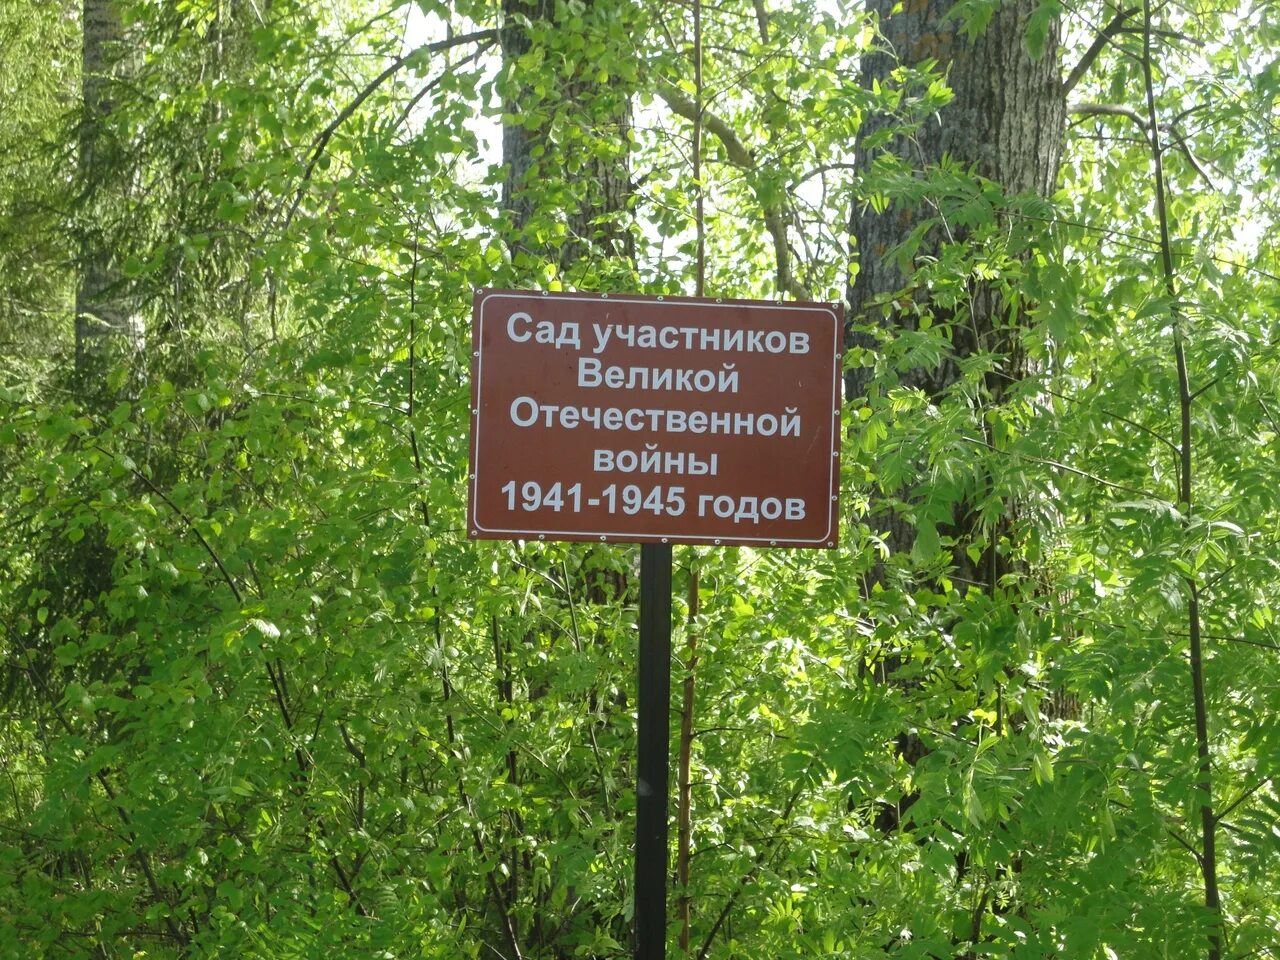 Сад участников
Великой
Отечественной
войны
1941-1945 годов